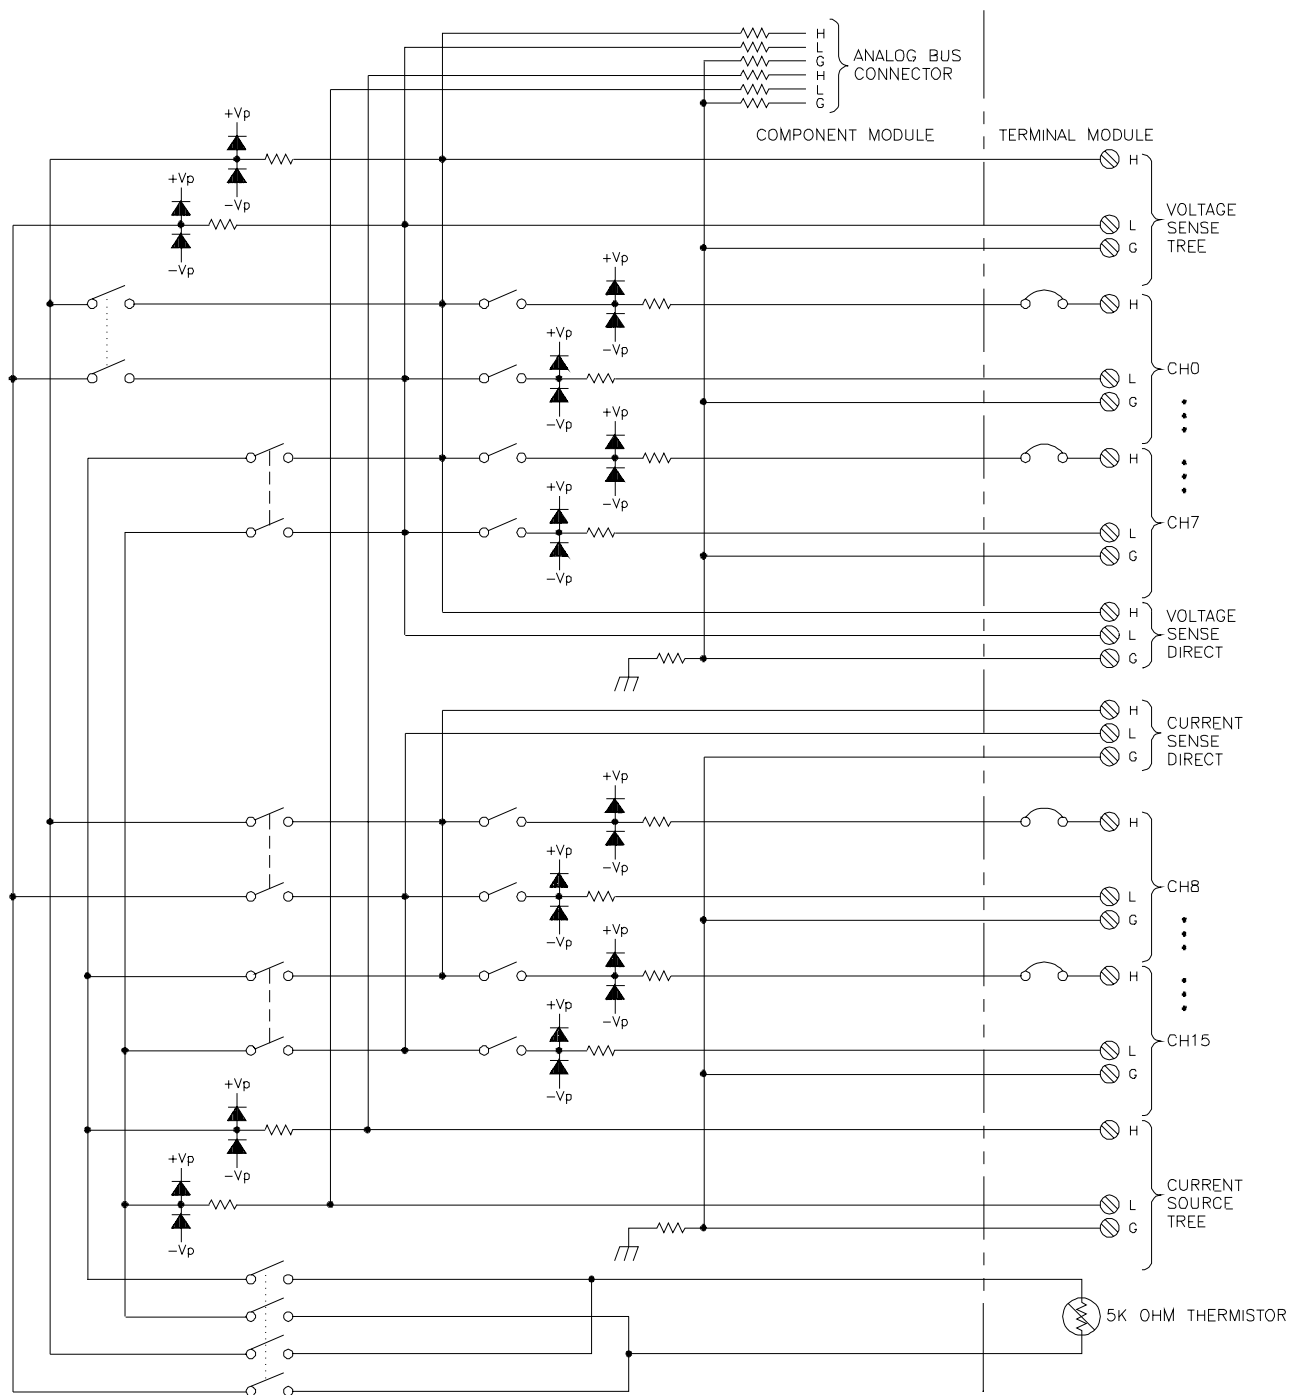 H
L
G
H
L
G
ANALOG BUS
CONNECTOR
COMPONENT MODULE
TERMINAL MODULE
+Vp
−Vp
H
+Vp
−Vp
L
G
VOLTAGE
SENSE
TREE
+Vp
−Vp
H
+Vp
−Vp
L
G
CH0
+Vp
−Vp
H
+Vp
−Vp
L
G
CH7
H
L
G
VOLTAGE
SENSE
DIRECT
H
L
G
CURRENT
SENSE
DIRECT
+Vp
−Vp
H
+Vp
−Vp
L
G
CH8
+Vp
−Vp
H
+Vp
−Vp
L
G
CH15
+Vp
−Vp
H
+Vp
−Vp
L
G
CURRENT
SOURCE
TREE
5K OHM THERMISTOR